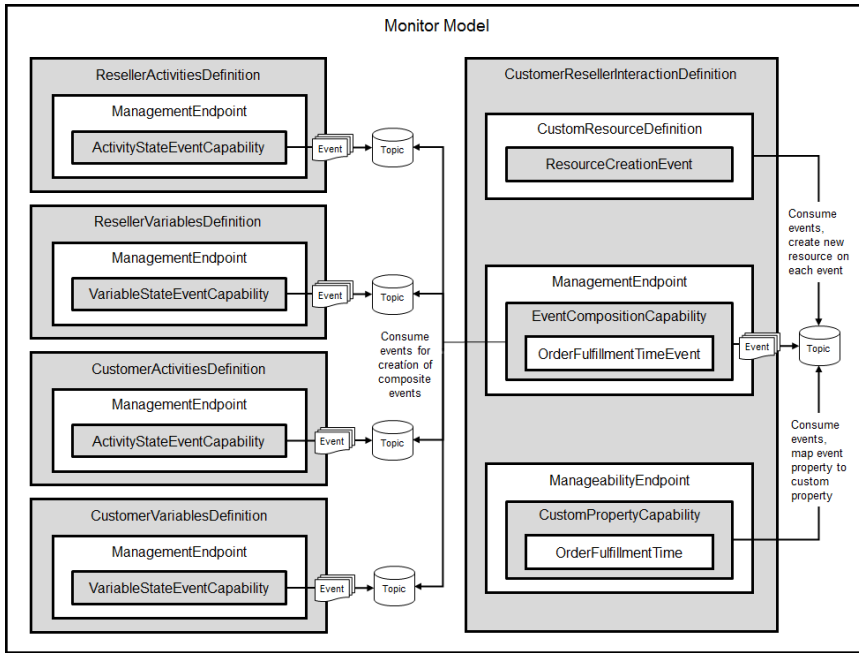 Monitor Model
ResellerActivitiesDefinition
ManagementEndpoint
ActivityStateEventCapability
Event
Topic
ResellerVariablesDefinition
ManagementEndpoint
VariableStateEventCapability
Event
Topic
Consume
events for
creation of
composite
events
CustomerActivitiesDefinition
ManagementEndpoint
ActivityStateEventCapability
Event
Topic
CustomerVariablesDefinition
ManagementEndpoint
VariableStateEventCapability
Event
Topic
CustomerResellerInteractionDefinition
CustomResourceDefinition
ResourceCreationEvent
Consume
events,
create new
resource on
each event
ManagementEndpoint
EventCompositionCapability
OrderFulfillmentTimeEvent
Event
Topic
Consume
events,
map event
property to
custom
property
ManageabilityEndpoint
CustomPropertyCapability
OrderFulfillmentTime